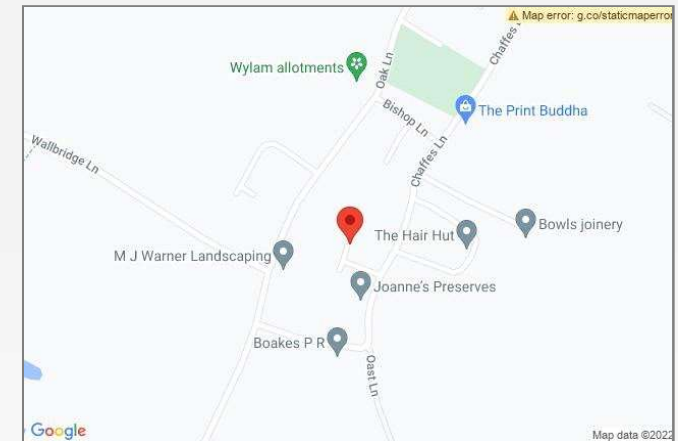 Map error: g.co/staticmaperror
Chaffes Ln
Wylam allotments
Oak Ln
Bishop Ln
The Print Buddha
Wallbridge Ln
Chaffes Ln
The Hair Hut
Bowls joinery
M J Warner Landscaping
Joanne's Preserves
Boakes P R
Oast Ln
Google
Map data ©2022